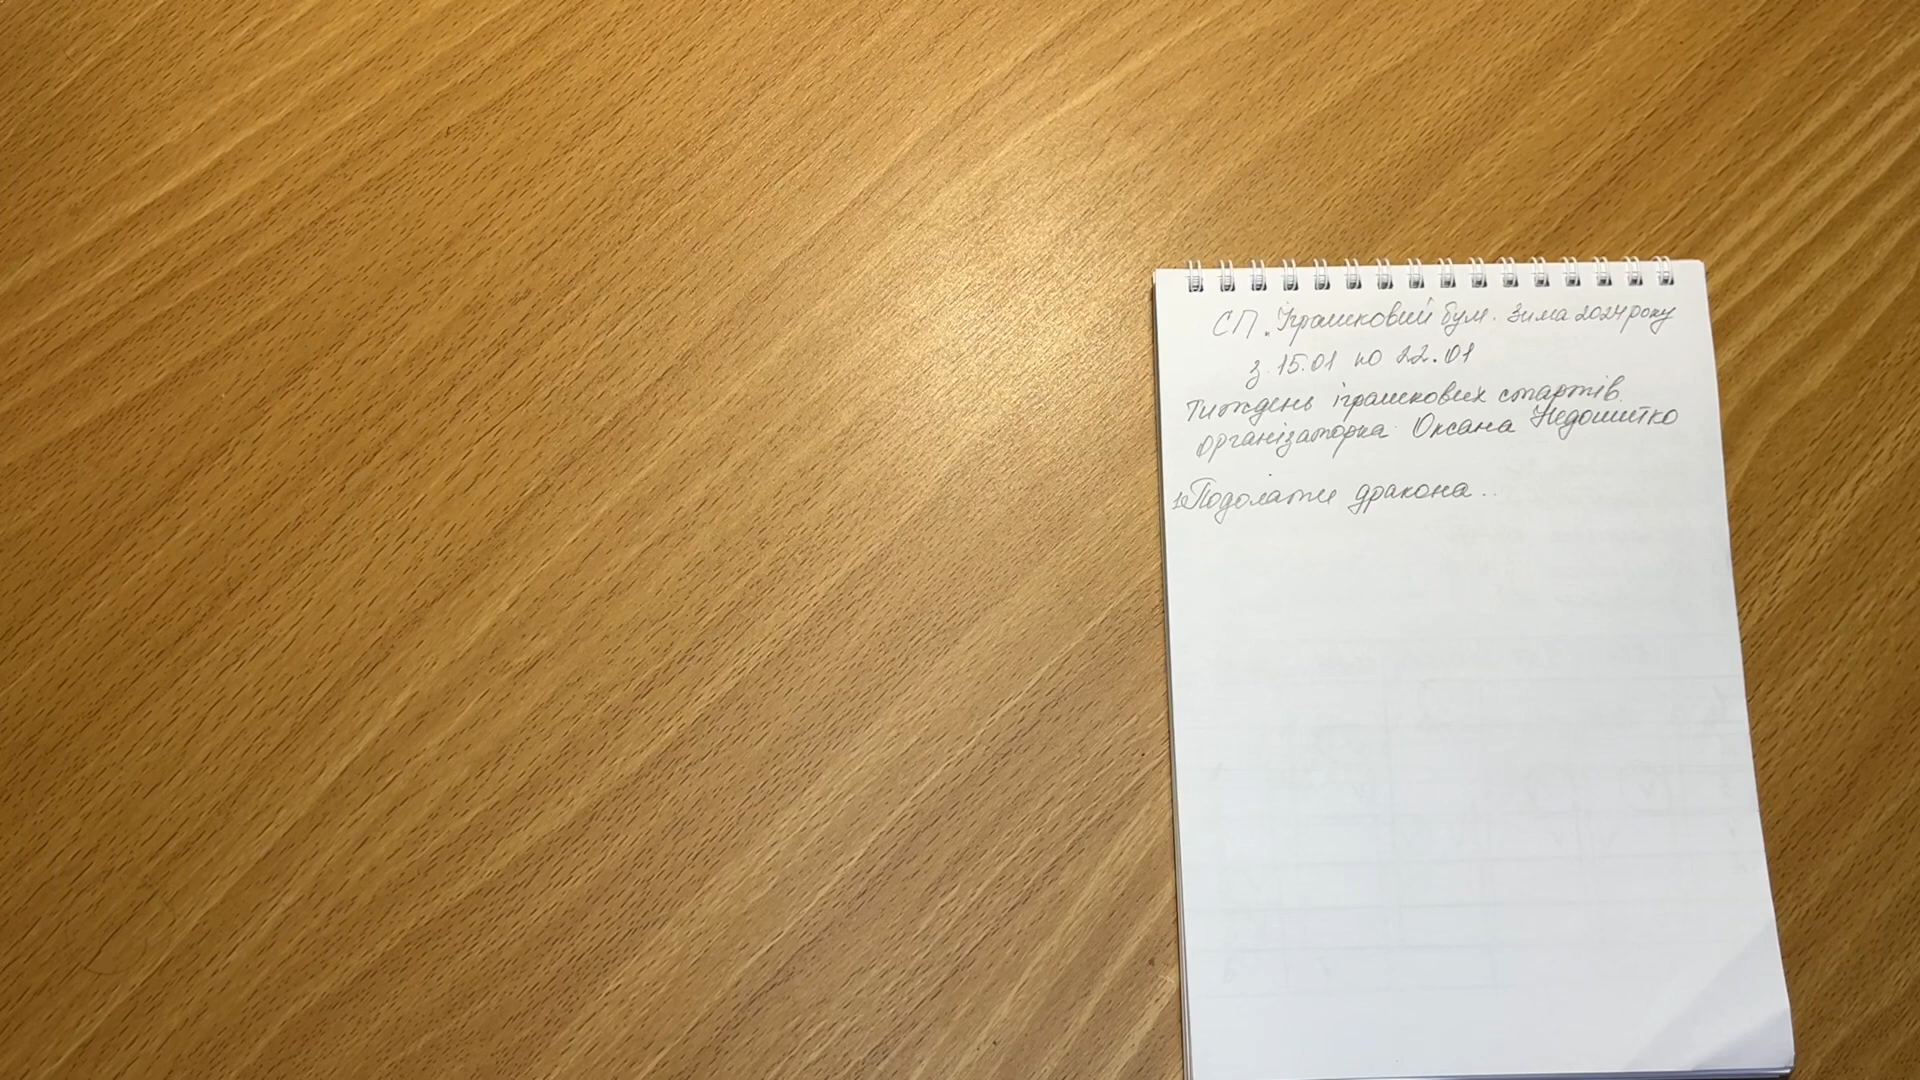 СП. Іграшковий бум. Зима 2024 року
з 15.01 по 22.01
Тиждень іграшкових стартів.
Організаторка Оксана Недошитко
Подолати дракона..